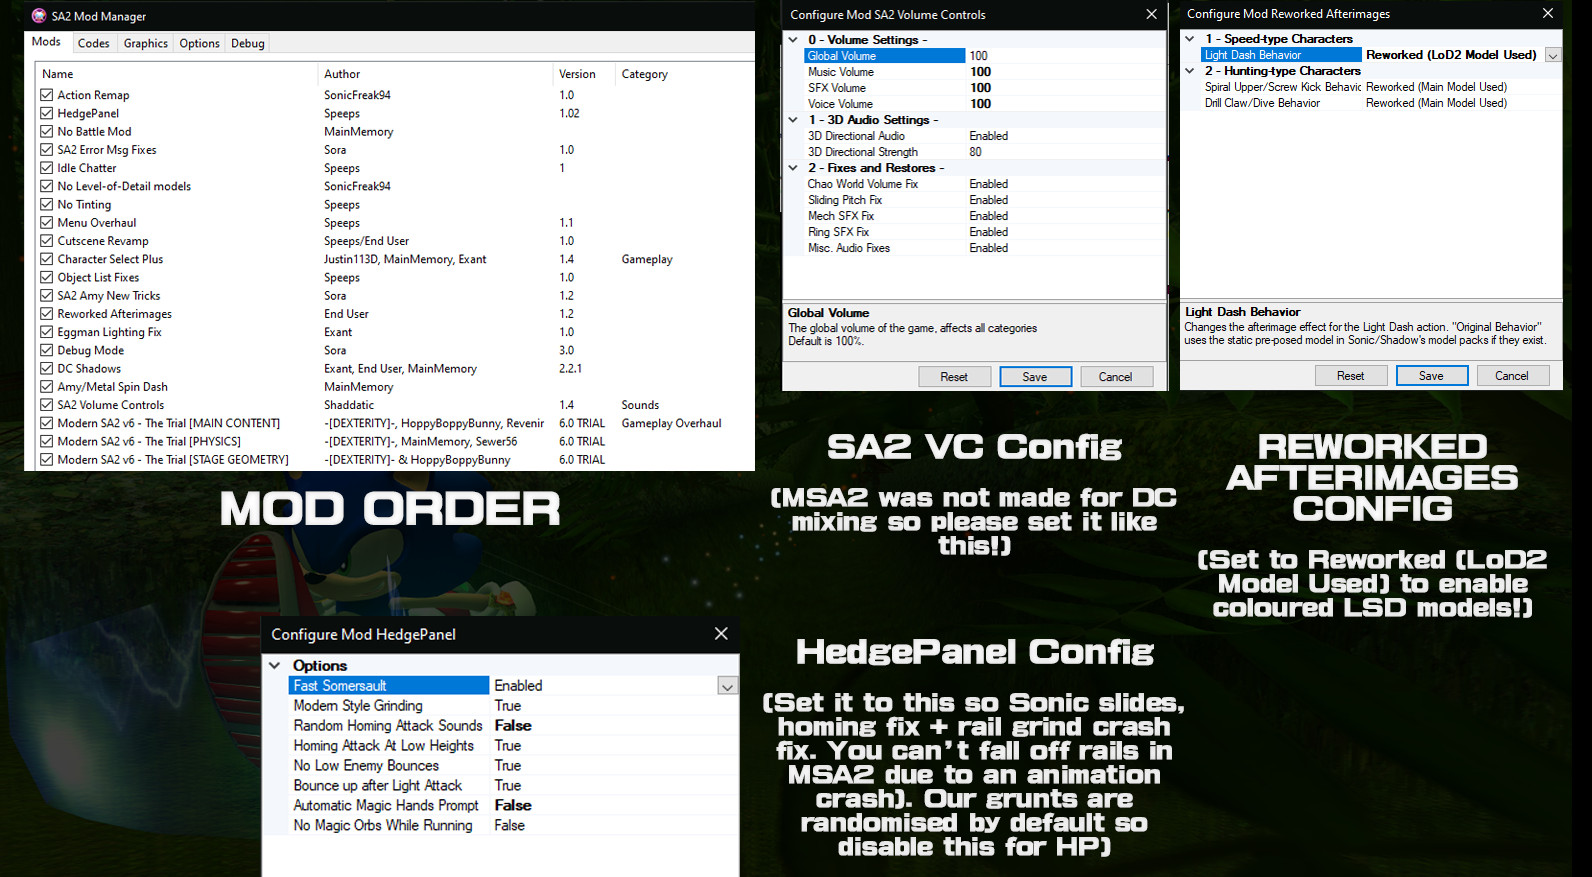 SA2 Mod Manager
Mods Codes Graphics Options Debug
Name Author Version Category
Action Remap SonicFreak94 1.0
HedgePanel Speeps 1.02
No Battle Mod MainMemory
SA2 Error Msg Fixes Sora 1.0
Idle Chatter Speeps 1
No Level-of-Detail models SonicFreak94
No Tinting Speeps
Menu Overhaul Speeps 1.1
Cutscene Revamp Speeps/End User 1.0
Character Select Plus Justin113D, MainMemory, Exant 1.4 Gameplay
Object List Fixes Speeps 1.0
SA2 Amy New Tricks Sora 1.2
Reworked Afterimages End User 1.2
Eggman Lighting Fix Exant 1.0
Debug Mode Sora 3.0
DC Shadows Exant, End User, MainMemory 2.2.1
Amy/Metal Spin Dash MainMemory
SA2 Volume Controls Shaddatic 1.4 Sounds
Modern SA2 v6 - The Trial [MAIN CONTENT] -[DEXTERITY]-, HoppyBoppyBunny, Revenir 6.0 TRIAL Gameplay Overhaul
Modern SA2 v6 - The Trial [PHYSICS] -[DEXTERITY]-, MainMemory, Sewer56 6.0 TRIAL
Modern SA2 v6 - The Trial [STAGE GEOMETRY] -[DEXTERITY]- & HoppyBoppyBunny 6.0 TRIAL
MOD ORDER
Configure Mod SA2 Volume Controls
0 - Volume Settings -
Global Volume 100
Music Volume 100
SFX Volume 100
Voice Volume 100
1 - 3D Audio Settings -
3D Directional Audio Enabled
3D Directional Strength 80
2 - Fixes and Restores -
Chao World Volume Fix Enabled
Sliding Pitch Fix Enabled
Mech SFX Fix Enabled
Ring SFX Fix Enabled
Misc. Audio Fixes Enabled
Global Volume
The global volume of the game, affects all categories
Default is 100%.
Reset Save Cancel
SA2 VC Config
(MSA2 was not made for DC
mixing so please set it like
this!)
Configure Mod Reworked Afterimages
1 - Speed-type Characters
Light Dash Behavior Reworked (LoD2 Model Used)
2 - Hunting-type Characters
Spiral Upper/Screw Kick Behavic Reworked (Main Model Used)
Drill Claw/Dive Behavior Reworked (Main Model Used)
Light Dash Behavior
Changes the afterimage effect for the Light Dash action. "Original Behavior"
uses the static pre-posed model in Sonic/Shadow's model packs if they exist.
Reset Save Cancel
REWORKED
AFTERIMAGES
CONFIG
(Set to Reworked (LoD2
Model Used) to enable
coloured LSD models!)
Configure Mod HedgePanel
Options
Fast Somersault Enabled
Modern Style Grinding True
Random Homing Attack Sounds False
Homing Attack At Low Heights True
No Low Enemy Bounces True
Bounce up after Light Attack True
Automatic Magic Hands Prompt False
No Magic Orbs While Running False
HedgePanel Config
(Set it to this so Sonic slides,
homing fix + rail grind crash
fix. You can't fall off rails in
MSA2 due to an animation
crash). Our grunts are
randomised by default so
disable this for HP)